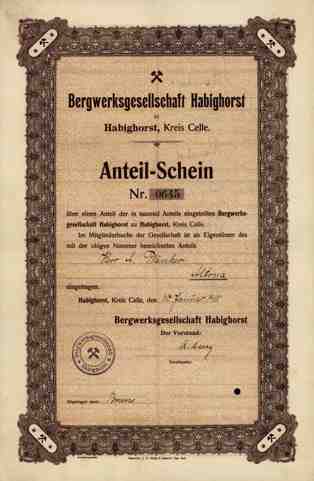 Bergwerksgesellschaft Habighorst
zu
Habighorst, Kreis Celle.
Anteil-Schein
Nr. 0645
über einen Anteil der in tausend Anteile eingeteilten Bergwerks-
gesellschaft Habighorst zu Habighorst, Kreis Celle.
Im Mitgliederbuche der Gesellschaft ist als Eigentümer des
mit der obigen Nummer bezeichneten Anteils
Herr A.
Altona
eingetragen.
Habighorst, Kreis Celle, den Januar
Bergwerksgesellschaft Habighorst
Der Vorstand:
Vorsitzender.